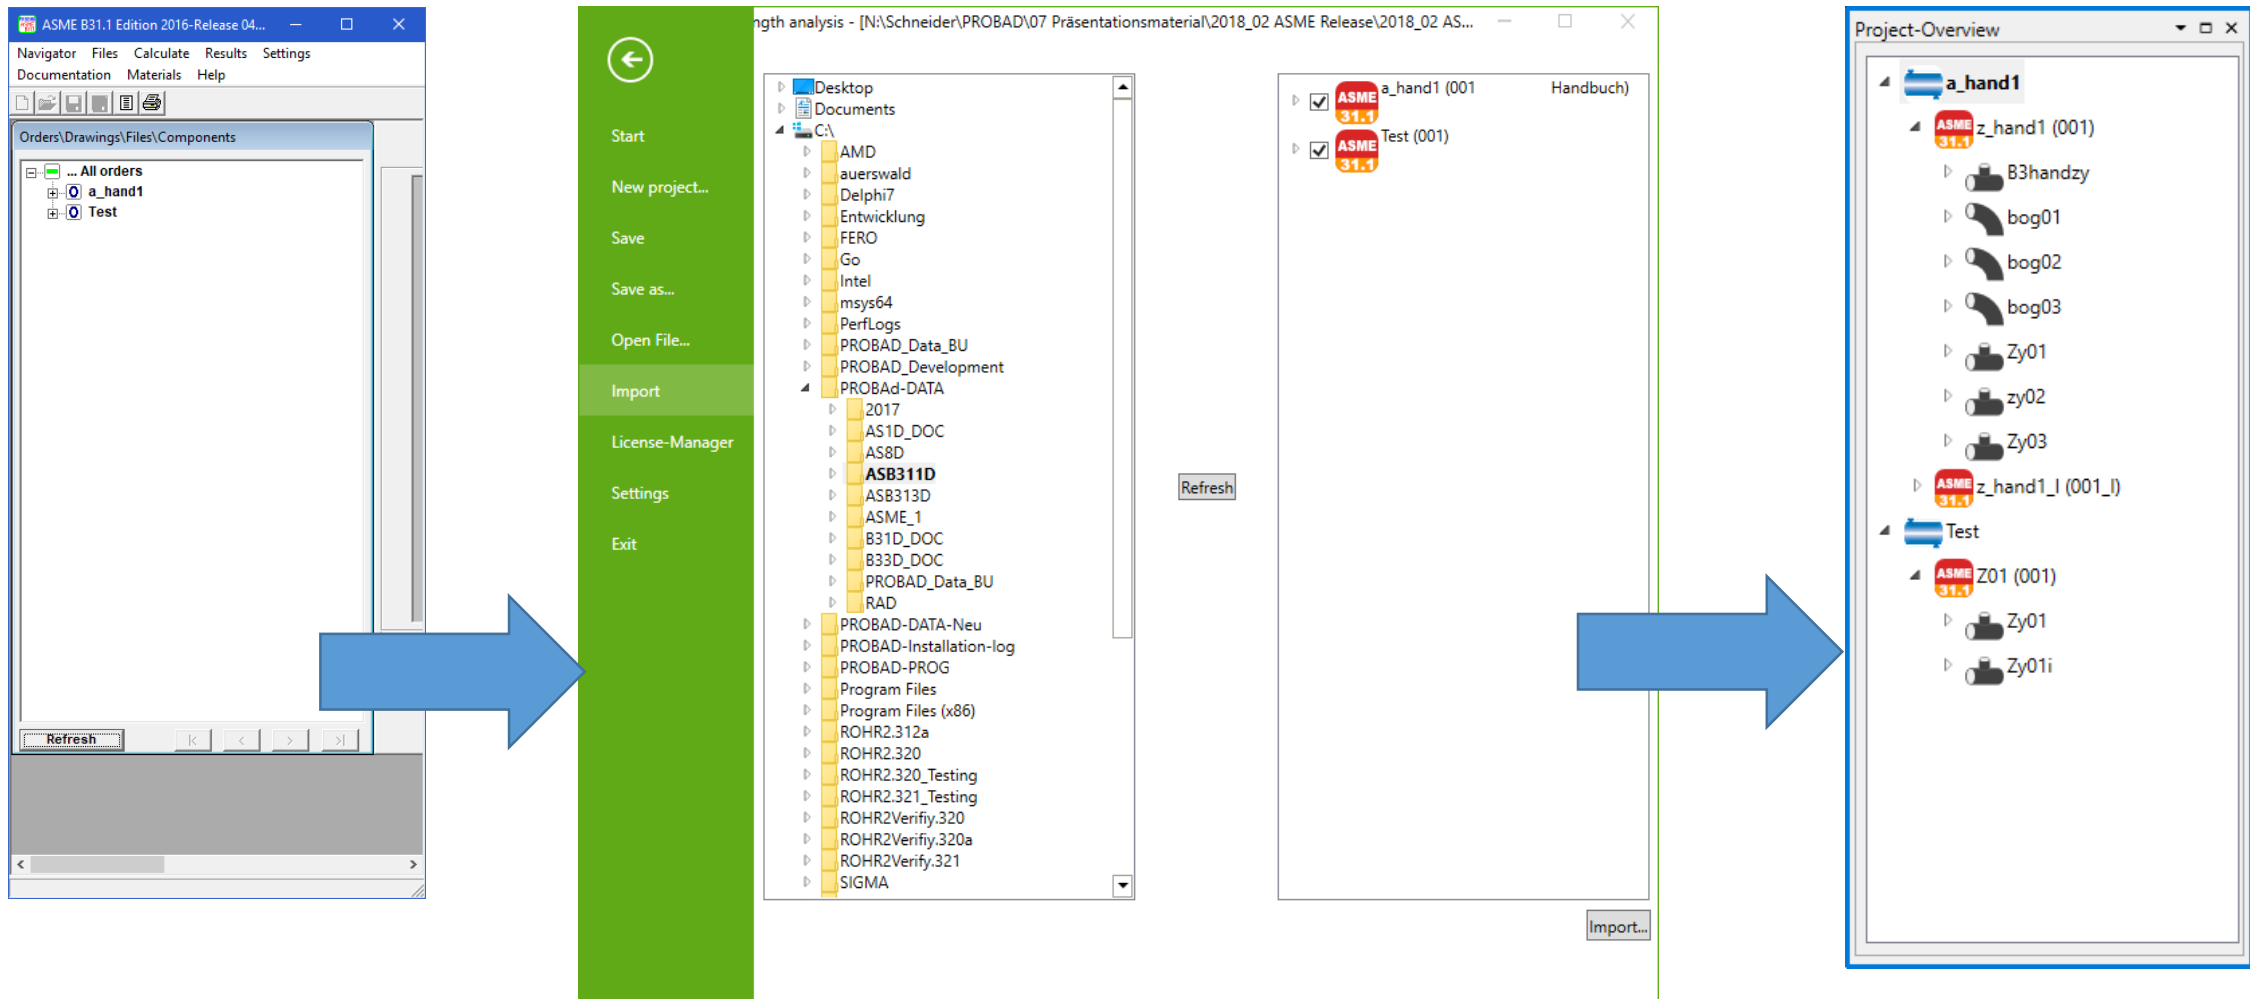 ASME B31.1 Edition 2016-Release 04...
Navigator Files Calculate Results Settings
Documentation Materials Help
Orders\Drawings\Files\Components
... All orders
O a_hand1
O Test
Refresh
|< < > >|
ngth analysis - [N:\Schneider\PROBAD\07 Präsentationsmaterial\2018_02 ASME Release\2018_02 AS...
Start
New project...
Save
Save as...
Open File...
Import
License-Manager
Settings
Exit
Desktop
Documents
C:\
AMD
auerswald
Delphi7
Entwicklung
FERO
Go
Intel
msys64
PerfLogs
PROBAD_Data_BU
PROBAD_Development
PROBAd-DATA
2017
AS1D_DOC
AS8D
ASB311D
ASB313D
ASME_1
B31D_DOC
B33D_DOC
PROBAD_Data_BU
RAD
PROBAD-DATA-Neu
PROBAD-Installation-log
PROBAD-PROG
Program Files
Program Files (x86)
ROHR2.312a
ROHR2.320
ROHR2.320_Testing
ROHR2.321_Testing
ROHR2Verifiy.320
ROHR2Verifiy.320a
ROHR2Verify.321
SIGMA
Refresh
ASME 31.1 a_hand1 (001 Handbuch)
ASME 31.1 Test (001)
Import...
Project-Overview
a_hand1
ASME 31.1 z_hand1 (001)
B3handzy
bog01
bog02
bog03
Zy01
zy02
Zy03
ASME 31.1 z_hand1_I (001_I)
Test
ASME 31.1 Z01 (001)
Zy01
Zy01i